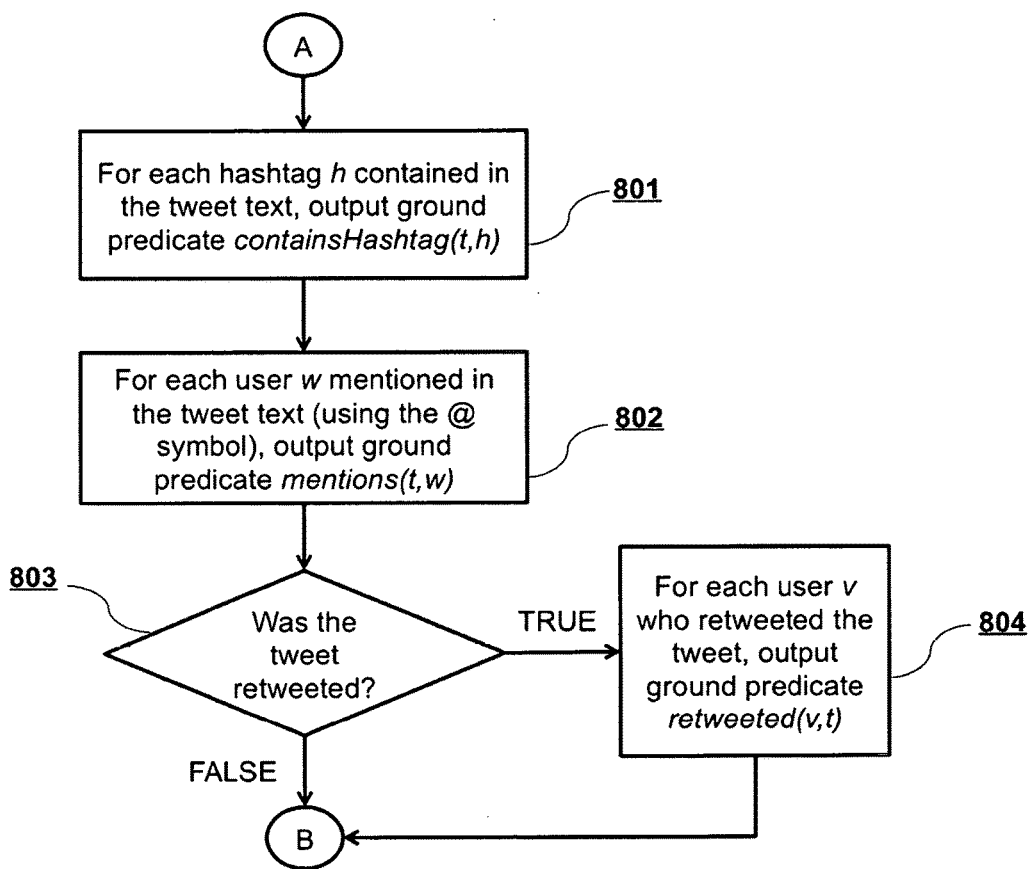 A
For each hashtag h contained in
the tweet text, output ground
predicate containsHashtag(t,h)
801
For each user w mentioned in
the tweet text (using the @
symbol), output ground
predicate mentions(t,w)
802
803
Was the
tweet
retweeted?
TRUE
For each user v
who retweeted the
tweet, output
ground predicate
retweeted(v,t)
804
FALSE
B